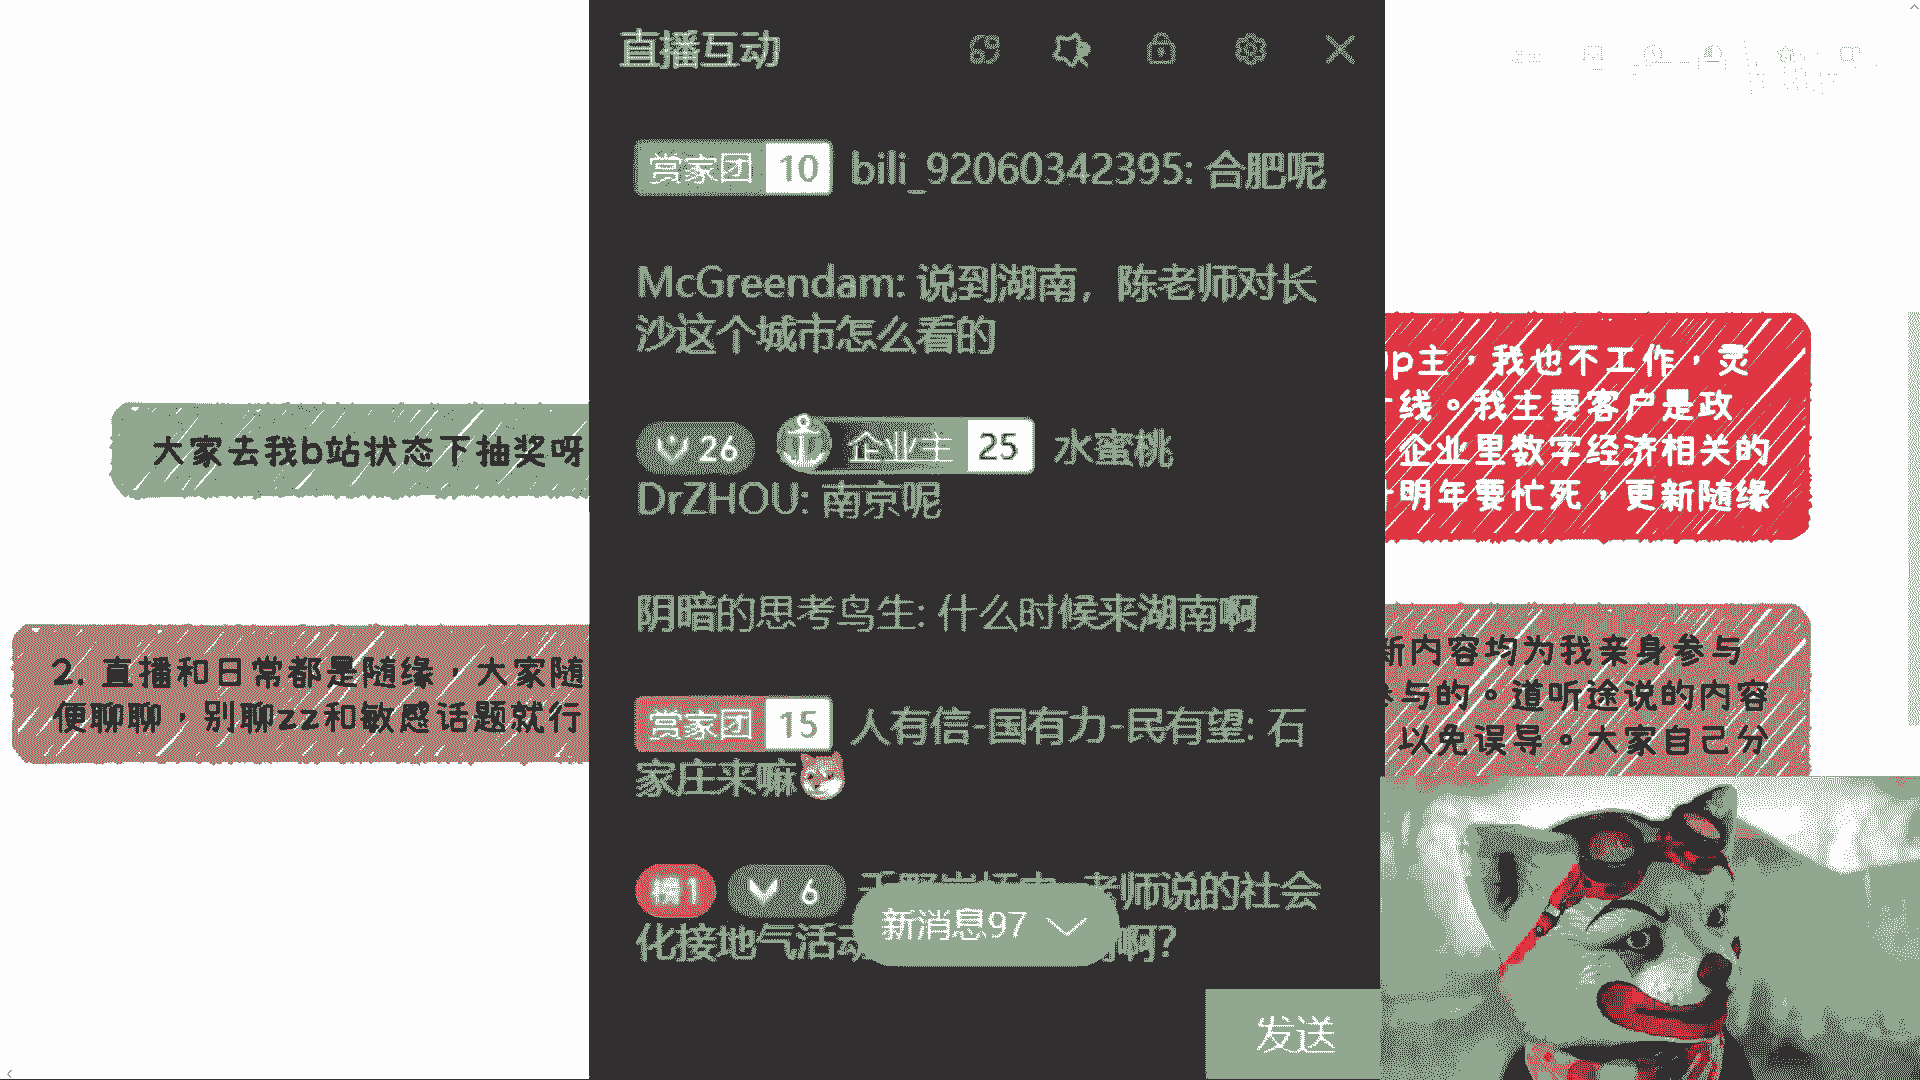 直播互动
赏家团 10 bili_92060342395: 合肥呢
McGreendam: 说到湖南，陈老师对长
沙这个城市怎么看的
26 企业主 25 水蜜桃
DrZHOU: 南京呢
阴暗的思考鸟生: 什么时候来湖南啊
赏家团 15 人有信-国有力-民有望: 石
家庄来嘛
榜1 6 老师说的社会
化接地气活动 啊?
新消息97
发送
大家去我b站状态下抽奖呀
2. 直播和日常都是随缘，大家随
便聊聊，别聊zz和敏感话题就行
up主，我也不工作，灵
线。我主要客户是政
企业里数字经济相关的
明年要忙死，更新随缘
新内容均为我亲身参与
参与的。道听途说的内容
以免误导。大家自己分